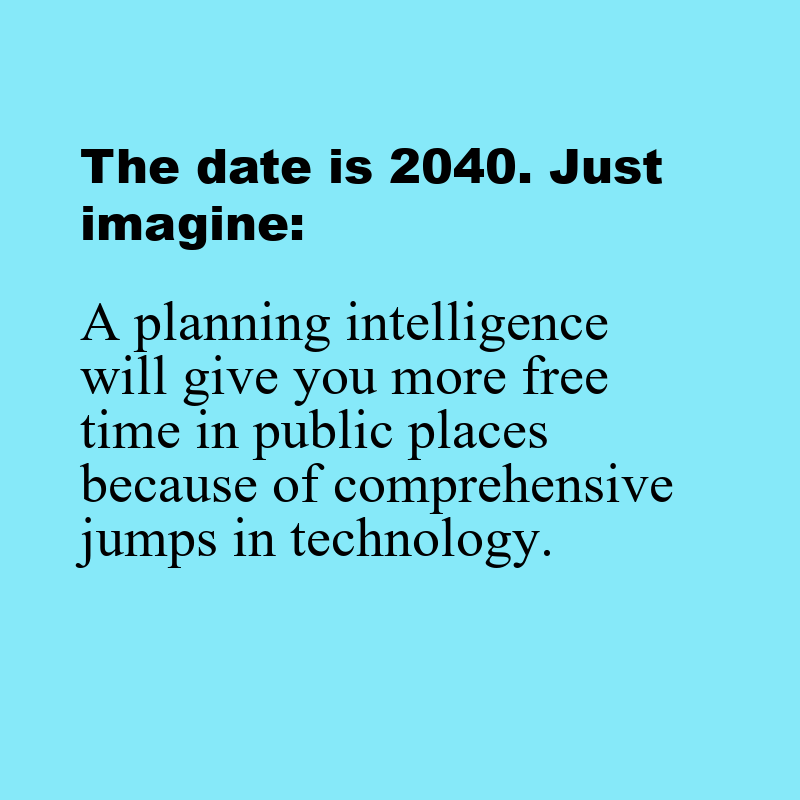 The date is 2040. Just
imagine:
A planning intelligence
will give you more free
time in public places
because of comprehensive
jumps in technology.